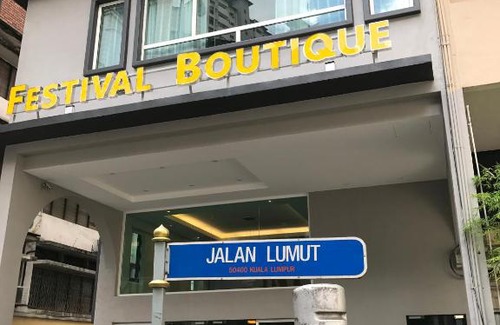 FESTIVAL BOUTIQUE
JALAN LUMUT
50400 KUALA LUMPUR